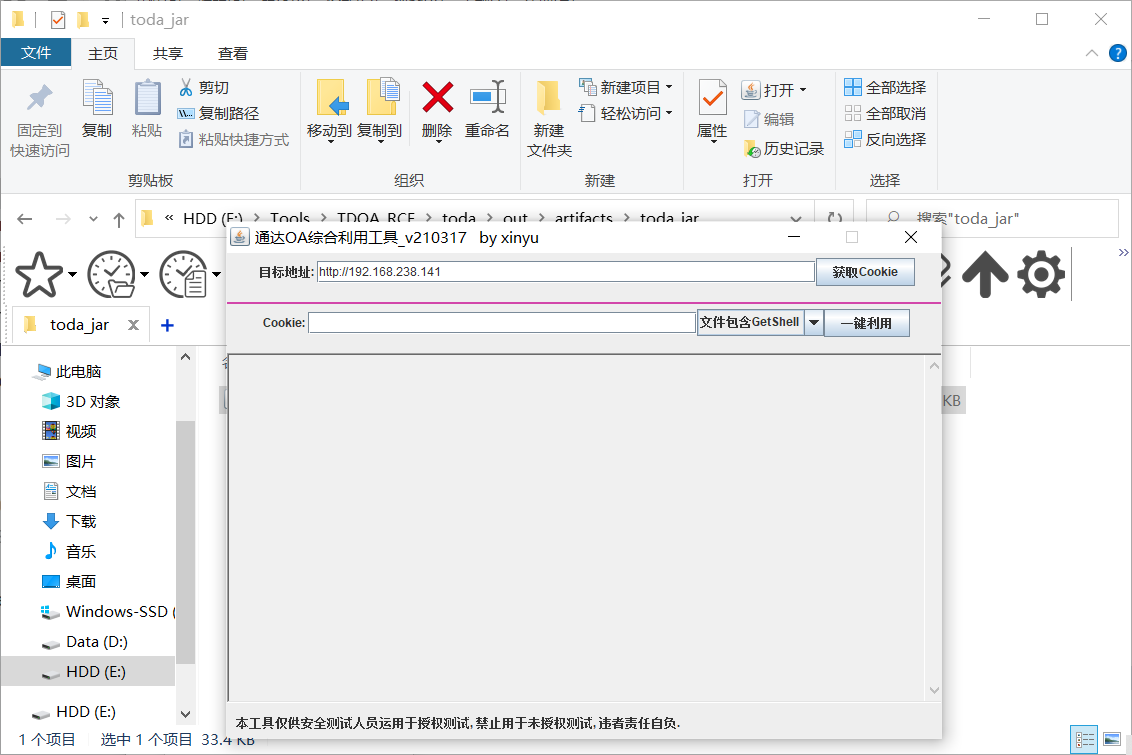 toda_jar
文件 主页 共享 查看
固定到
快速访问
复制
粘贴
剪切
复制路径
粘贴快捷方式
剪贴板
移动到 复制到 删除 重命名
组织
新建
文件夹
新建项目
轻松访问
新建
属性
打开
编辑
历史记录
打开
全部选择
全部取消
反向选择
选择
« HDD (E:) > Tools > TDOA_RCE > toda > out > artifacts > toda_jar
搜索"toda_jar"
toda_jar
通达OA综合利用工具_v210317 by xinyu
目标地址: http://192.168.238.141 获取Cookie
Cookie: 文件包含GetShell 一键利用
KB
本工具仅供安全测试人员运用于授权测试,禁止用于未授权测试,违者责任自负.
此电脑
3D 对象
视频
图片
文档
下载
音乐
桌面
Windows-SSD (
Data (D:)
HDD (E:)
HDD (E:)
1 个项目 选中 1 个项目 33.4 KB